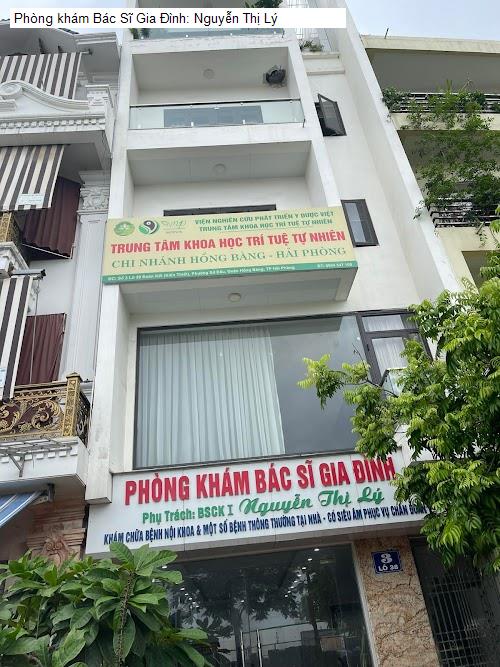 Phòng khám Bác Sĩ Gia Đình: Nguyễn Thị Lý
VIỆN NGHIÊN CỨU PHÁT TRIỂN Y DƯỢC VIỆT
TRUNG TÂM KHOA HỌC TRÍ TUỆ TỰ NHIÊN
TRUNG TÂM KHOA HỌC TRÍ TUỆ TỰ NHIÊN
CHI NHÁNH HỒNG BÀNG - HẢI PHÒNG
PHÒNG KHÁM BÁC SĨ GIA ĐÌNH
Phụ Trách: BSCK I Nguyễn Thị Lý
KHÁM CHỮA BỆNH NỘI KHOA & MỘT SỐ BỆNH THÔNG THƯỜNG TẠI NHÀ - CÓ SIÊU ÂM PHỤC VỤ CHẨN ĐOÁN
3
LÔ 38